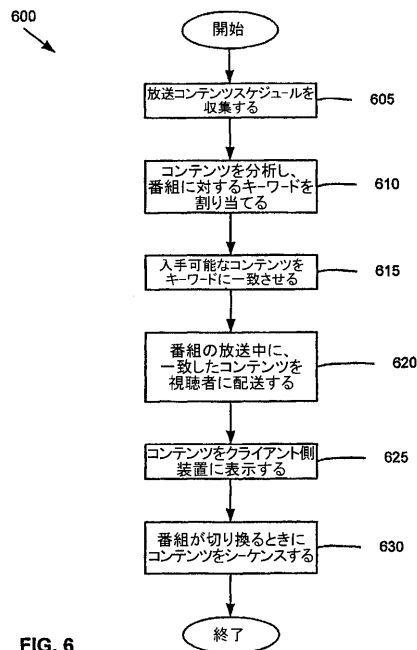 600
開始
放送コンテンツスケジュールを
収集する
605
コンテンツを分析し、
番組に対するキーワードを
割り当てる
610
入手可能なコンテンツを
キーワードに一致させる
615
番組の放送中に、
一致したコンテンツを
視聴者に配送する
620
コンテンツをクライアント側
装置に表示する
625
番組が切り換るときに
コンテンツをシーケンスする
630
終了
FIG. 6